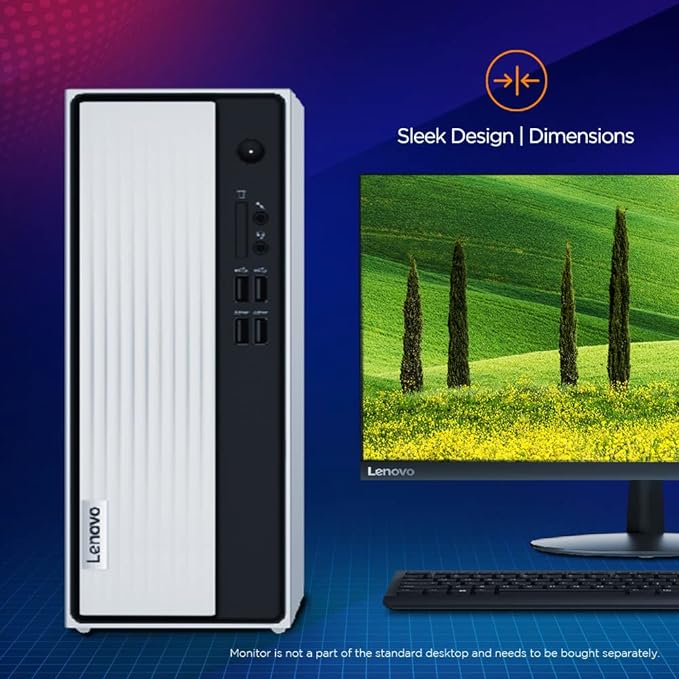 Sleek Design | Dimensions
Lenovo
Lenovo
Monitor is not a part of the standard desktop and needs to be bought separately.